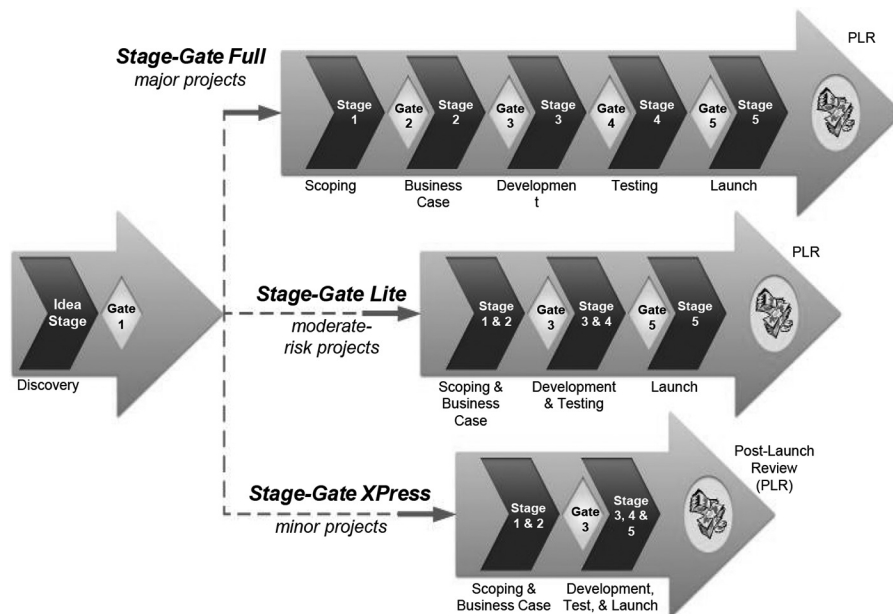 Stage-Gate Full
major projects
PLR
Stage
1
Gate
2
Stage
2
Gate
3
Stage
3
Gate
4
Stage
4
Gate
5
Stage
5
Scoping
Business
Case
Developmen
t
Testing
Launch
Idea
Stage
Gate
1
Discovery
Stage-Gate Lite
moderate-
risk projects
PLR
Stage
1 & 2
Gate
3
Stage
3 & 4
Gate
5
Stage
5
Scoping &
Business
Case
Development
& Testing
Launch
Stage-Gate XPress
minor projects
Post-Launch
Review
(PLR)
Stage
1 & 2
Gate
3
Stage
3, 4 &
5
Scoping &
Business Case
Development,
Test, & Launch